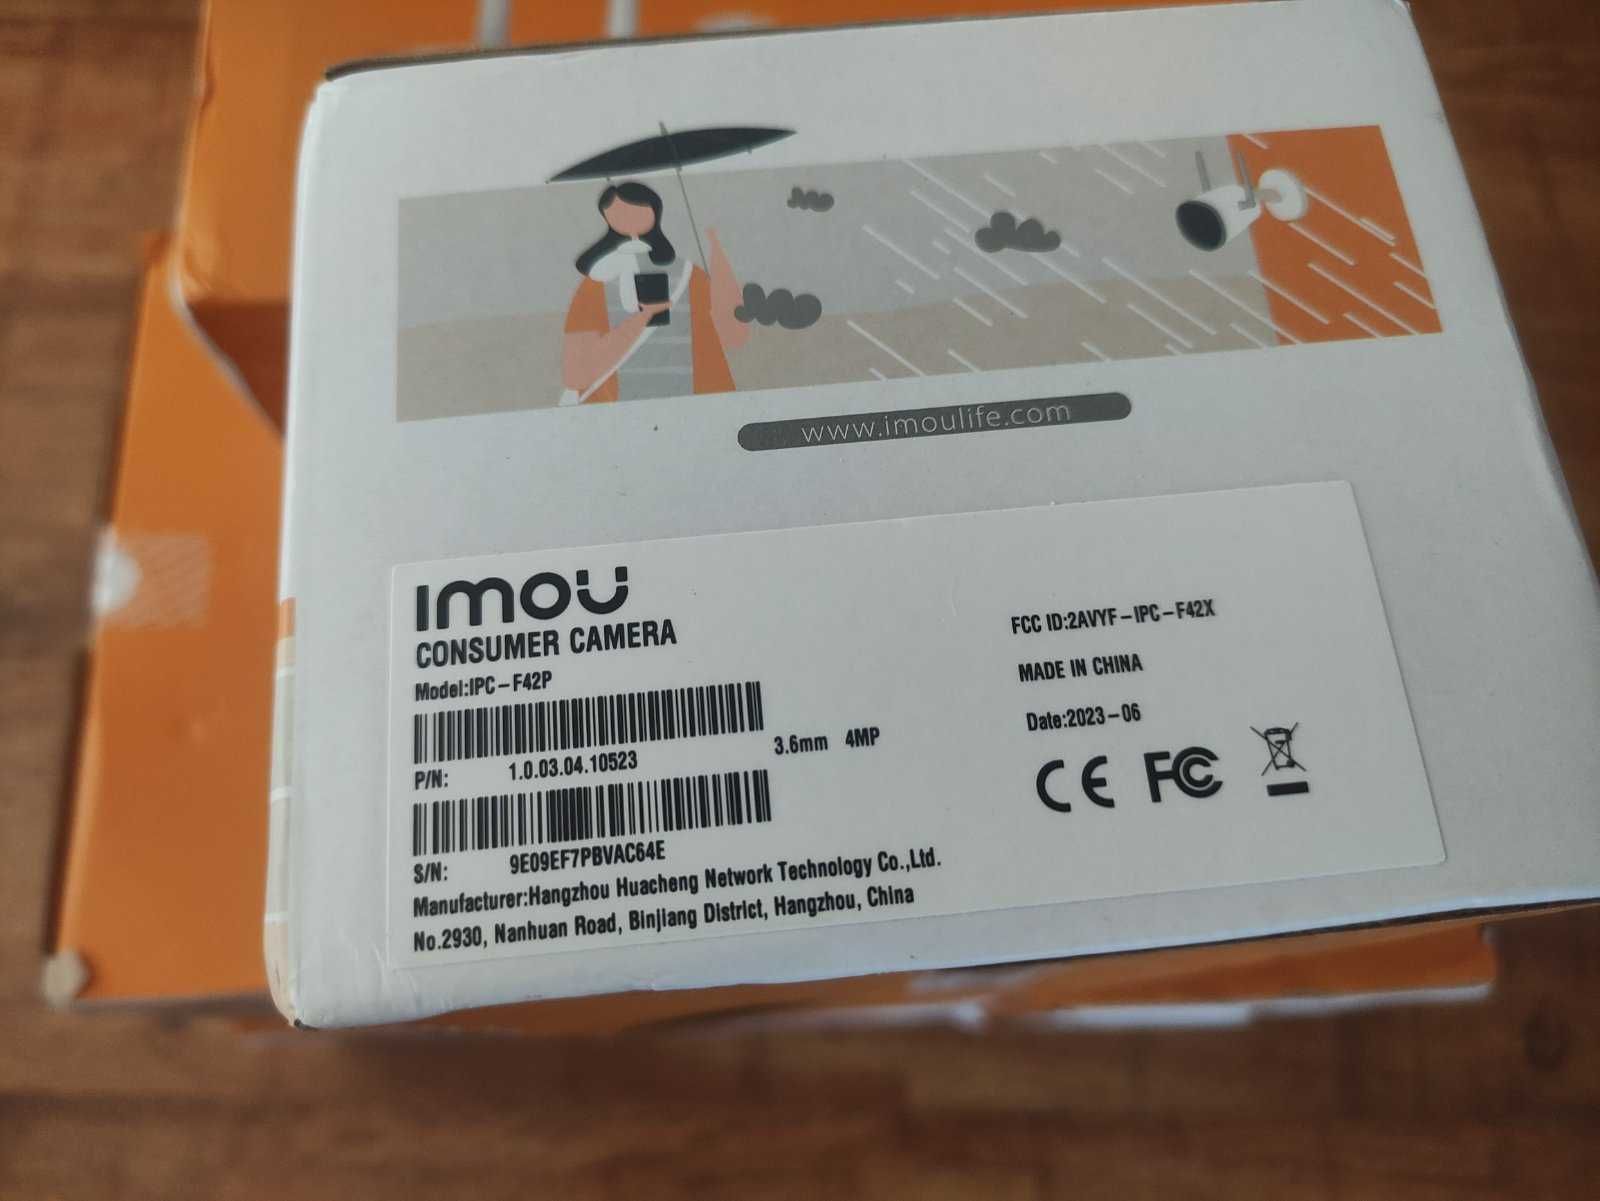 www.imoulife.com
imou
CONSUMER CAMERA
Model:IPC-F42P
P/N: 1.0.03.04.10523
3.6mm 4MP
S/N: 9E09EF7PBVAC64E
Manufacturer:Hangzhou Huacheng Network Technology Co.,Ltd.
No.2930, Nanhuan Road, Binjiang District, Hangzhou, China
FCC ID:2AVYF-IPC-F42X
MADE IN CHINA
Date:2023-06
CE FC